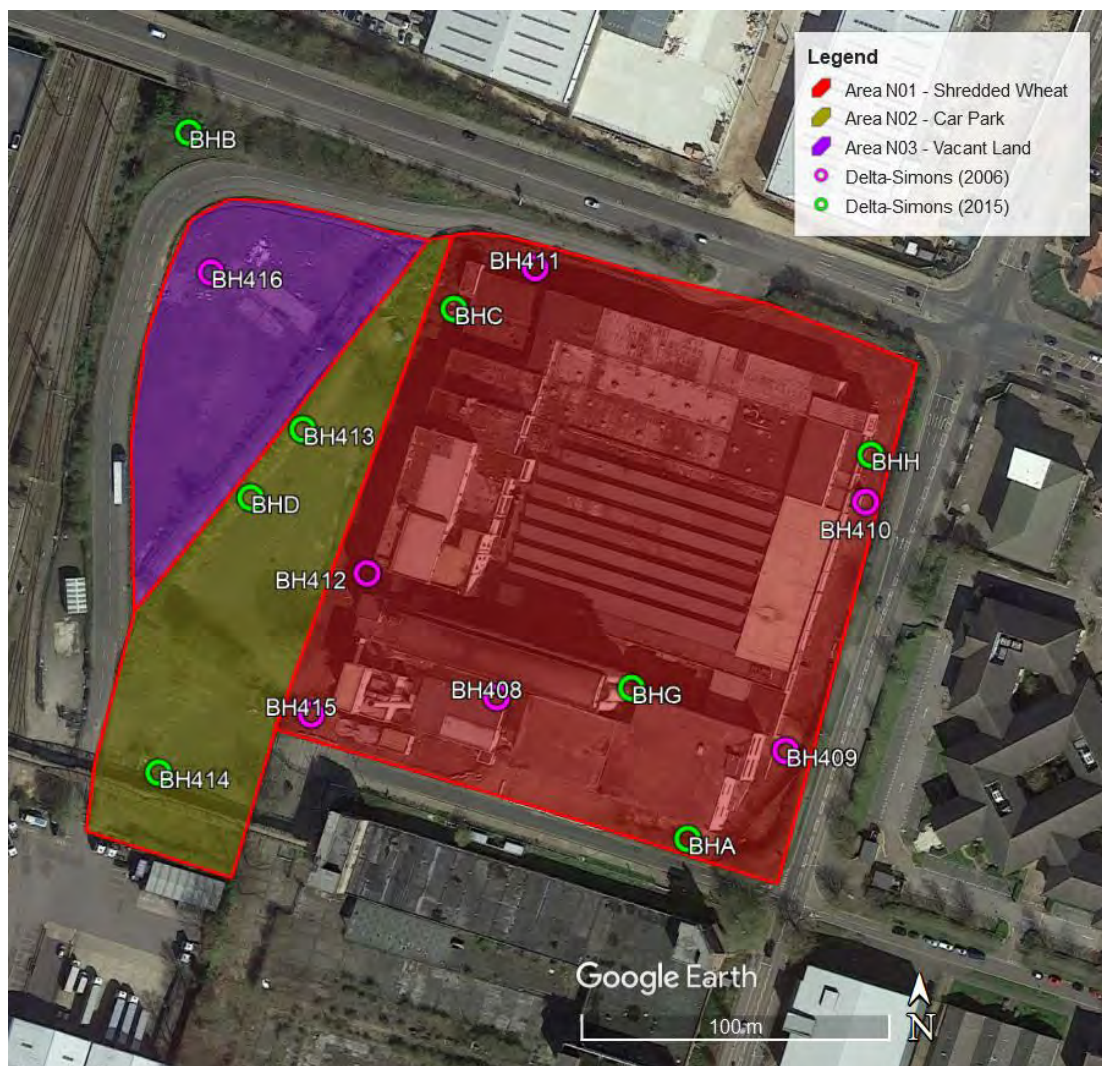 Legend
Area N01 - Shredded Wheat
Area N02 - Car Park
Area N03 - Vacant Land
Delta-Simons (2006)
Delta-Simons (2015)
BHB
BH411
BH416
BHC
BH413
BHH
BHD
BH410
BH412
BH408
BHG
BH415
BH409
BH414
BHA
Google Earth
100 m
N